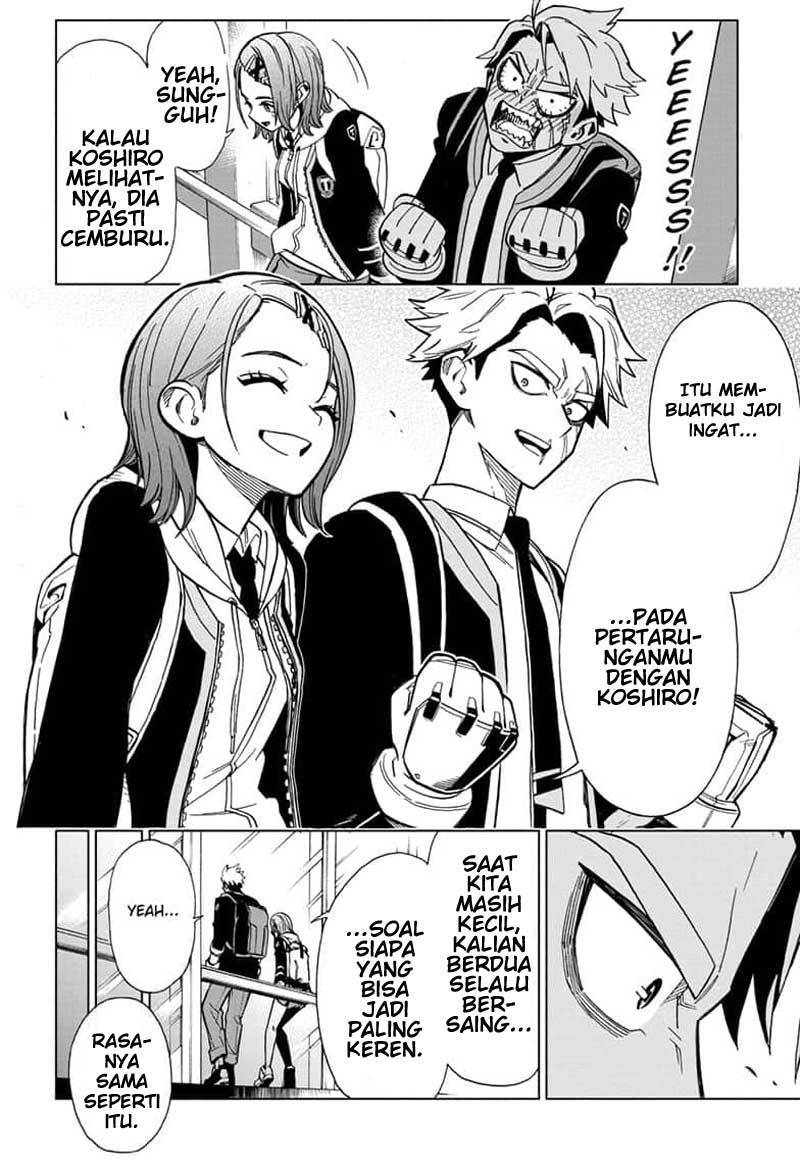 YEEESSS!!
YEAH,
SUNG-
GUH!
KALAU
KOSHIRO
MELIHAT-
NYA, DIA
PASTI
CEMBURU.
ITU MEM-
BUATKU JADI
INGAT...
...PADA
PERTARU-
NGANMU
DENGAN
KOSHIRO!
SAAT
KITA
MASIH
KECIL,
KALIAN
BERDUA
SELALU
BER-
SAING...
...SOAL
SIAPA
YANG
BISA
JADI
PALING
KEREN.
YEAH...
RASA-
NYA
SAMA
SEPERTI
ITU.